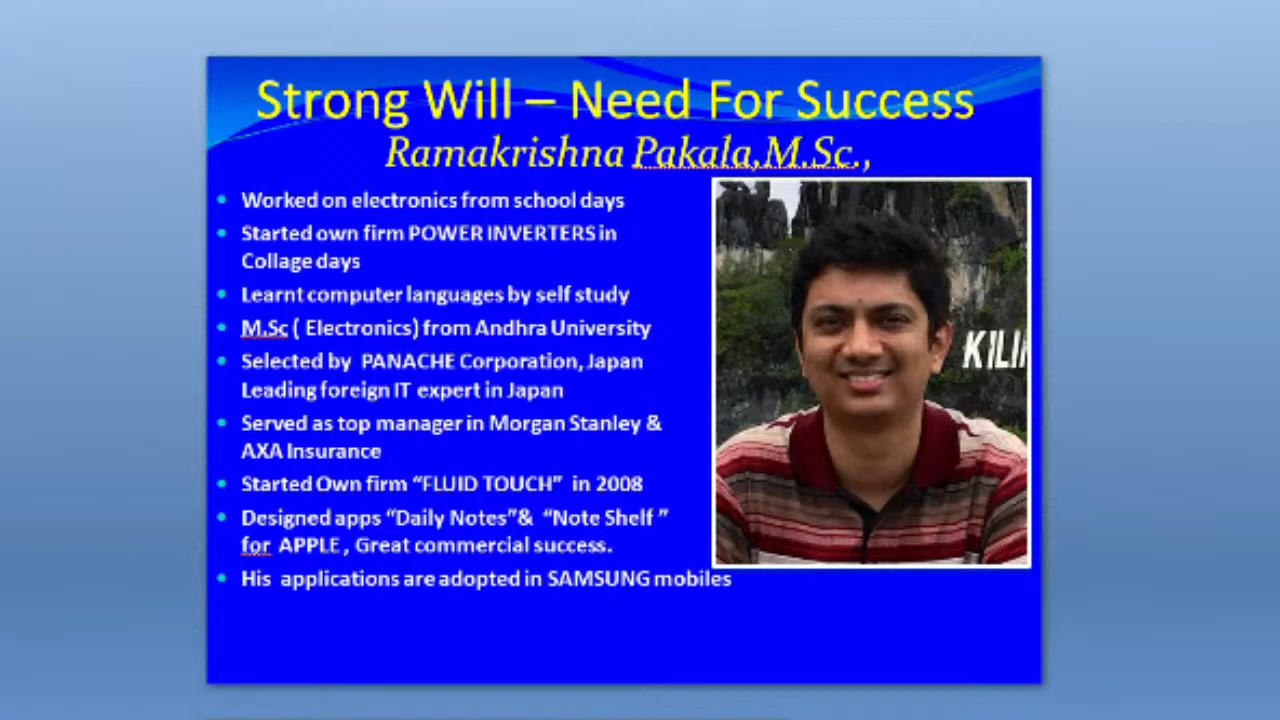 Strong Will – Need For Success
Ramakrishna Pakala,M.Sc.,
• Worked on electronics from school days
• Started own firm POWER INVERTERS in
Collage days
• Learnt computer languages by self study
• M.Sc ( Electronics) from Andhra University
• Selected by PANACHE Corporation, Japan
Leading foreign IT expert in Japan
• Served as top manager in Morgan Stanley &
AXA Insurance
• Started Own firm “FLUID TOUCH” in 2008
• Designed apps “Daily Notes”& “Note Shelf ”
for APPLE , Great commercial success.
• His applications are adopted in SAMSUNG mobiles